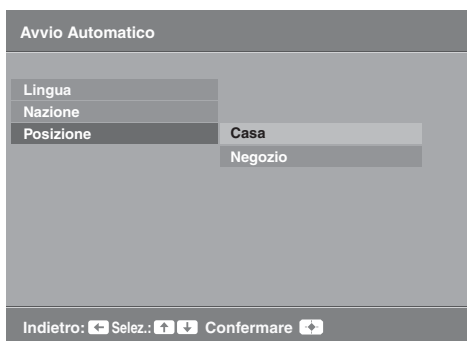 Avvio Automatico
Lingua
Nazione
Posizione
Casa
Negozio
Indietro: Selez.: Confermare